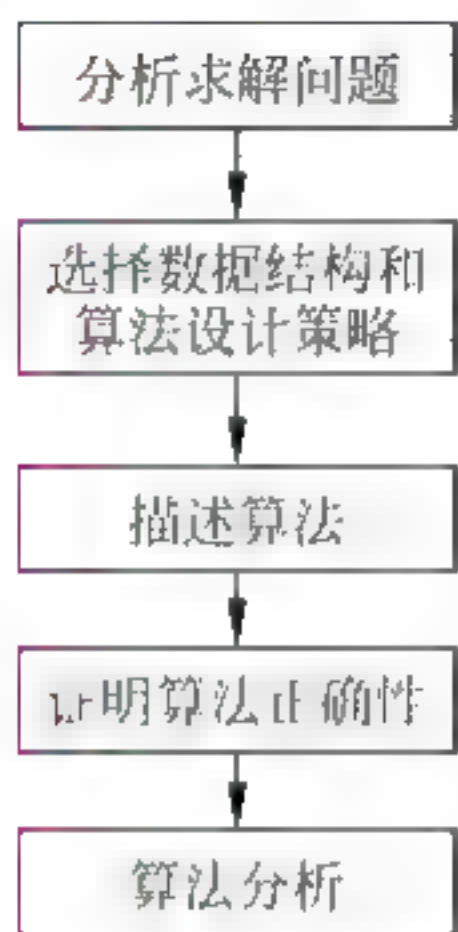 分析求解问题
选择数据结构和
算法设计策略
描述算法
证明算法正确性
算法分析